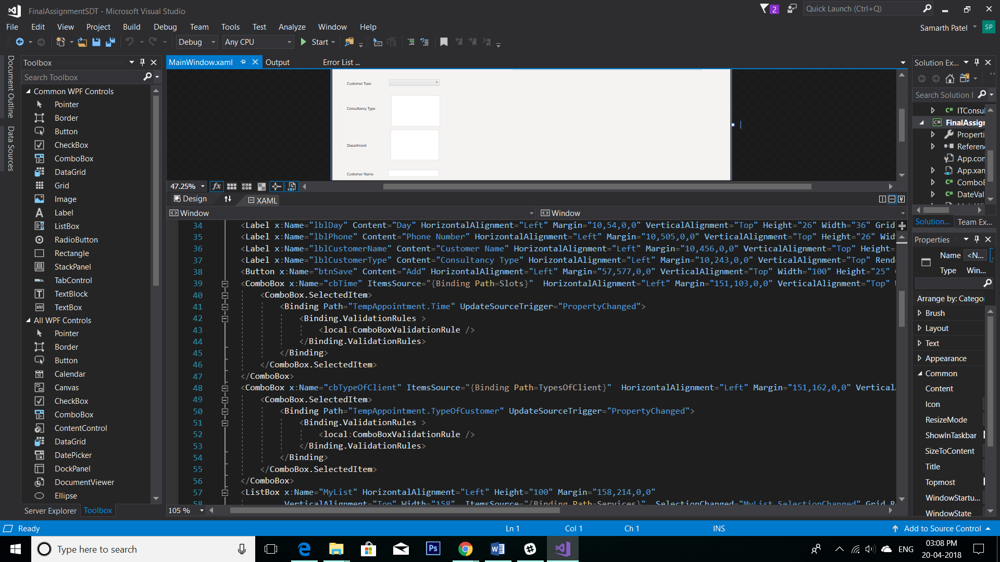 FinalAssignmentSDT - Microsoft Visual Studio
2
Quick Launch (Ctrl+Q)
File Edit View Project Build Debug Team Tools Test Analyze Window Help
Samarth Patel
SP
Debug
Any CPU
Start
Document Outline
Data Sources
Toolbox
Search Toolbox
Common WPF Controls
Pointer
Border
Button
CheckBox
ComboBox
DataGrid
Grid
Image
Label
ListBox
RadioButton
Rectangle
StackPanel
TabControl
TextBlock
TextBox
All WPF Controls
Pointer
Border
Button
Calendar
Canvas
CheckBox
ComboBox
ContentControl
DataGrid
DatePicker
DockPanel
DocumentViewer
Ellipse
Server Explorer Toolbox
MainWindow.xaml Output Error List ...
Customer Type
Consultancy Type
Department
Customer Name
47.25%
Design XAML
Window Window
34 <Label x:Name="lblDay" Content="Day" HorizontalAlignment="Left" Margin="10,54,0,0" VerticalAlignment="Top" Height="26" Width="36" Grid
35 <Label x:Name="lblPhone" Content="Phone Number" HorizontalAlignment="Left" Margin="10,505,0,0" VerticalAlignment="Top" Height="26" Wid
36 <Label x:Name="lblCustomerName" Content="Customer Name" HorizontalAlignment="Left" Margin="10,456,0,0" VerticalAlignment="Top" Height=
37 <Label x:Name="lblCustomerType" Content="Consultancy Type" HorizontalAlignment="Left" Margin="10,243,0,0" VerticalAlignment="Top" Rend
38 <Button x:Name="btnSave" Content="Add" HorizontalAlignment="Left" Margin="57,577,0,0" VerticalAlignment="Top" Width="100" Height="25"
39 <ComboBox x:Name="cbTime" ItemsSource="{Binding Path=Slots}" HorizontalAlignment="Left" Margin="151,103,0,0" VerticalAlignment="Top"
40 <ComboBox.SelectedItem>
41 <Binding Path="TempAppointment.Time" UpdateSourceTrigger="PropertyChanged">
42 <Binding.ValidationRules >
43 <local:ComboBoxValidationRule />
44 </Binding.ValidationRules>
45 </Binding>
46 </ComboBox.SelectedItem>
47 </ComboBox>
48 <ComboBox x:Name="cbTypeOfClient" ItemsSource="{Binding Path=TypesOfClient}" HorizontalAlignment="Left" Margin="151,162,0,0" Vertical
49 <ComboBox.SelectedItem>
50 <Binding Path="TempAppointment.TypeOfCustomer" UpdateSourceTrigger="PropertyChanged">
51 <Binding.ValidationRules >
52 <local:ComboBoxValidationRule />
53 </Binding.ValidationRules>
54 </Binding>
55 </ComboBox.SelectedItem>
56 </ComboBox>
57 <ListBox x:Name="MyList" HorizontalAlignment="Left" Height="100" Margin="158,214,0,0"
58 VerticalAlignment="Top" Width="158" ItemsSource="{Binding Path=Services}" SelectionChanged="MyList_SelectionChanged" Grid.Ro
105 %
Solution Ex...
Search Solution
ITConsul
FinalAssign
Properti
Referen
App.con
App.xan
ComboB
DateVal
Solution... Team Ex...
Properties
Name <N...
Type Win...
Arrange by: Catego
Brush
Layout
Text
Appearance
Common
Content
Icon
ResizeMode
ShowInTaskbar
SizeToContent
Title
Topmost
WindowStartu...
WindowState
Ready Ln 1 Col 1 Ch 1 INS Add to Source Control
Type here to search
Ps
ENG
03:08 PM
20-04-2018